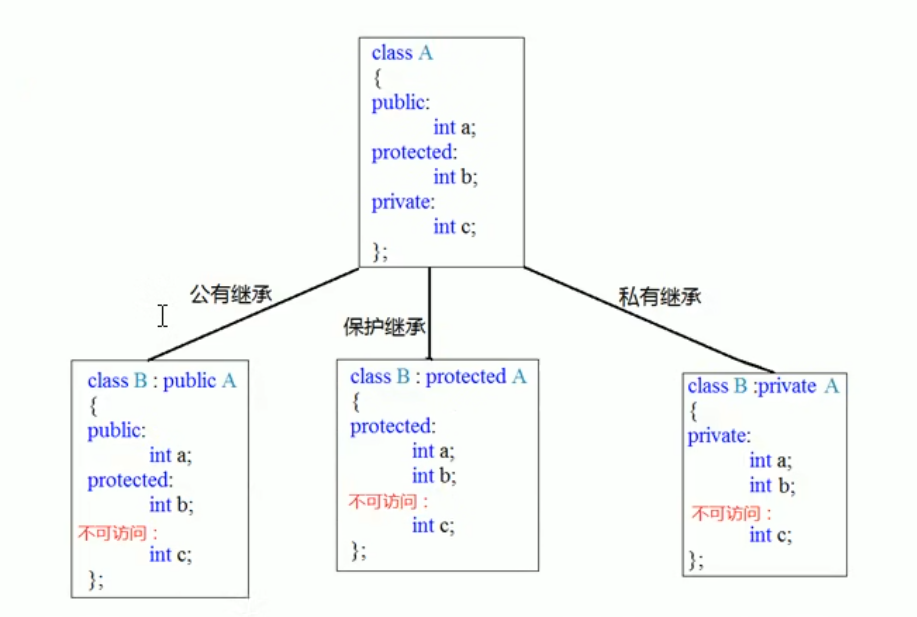 class A
{
public:
int a;
protected:
int b;
private:
int c;
};
公有继承
保护继承
私有继承
class B : public A
{
public:
int a;
protected:
int b;
不可访问：
int c;
};
class B : protected A
{
protected:
int a;
int b;
不可访问：
int c;
};
class B :private A
{
private:
int a;
int b;
不可访问：
int c;
};